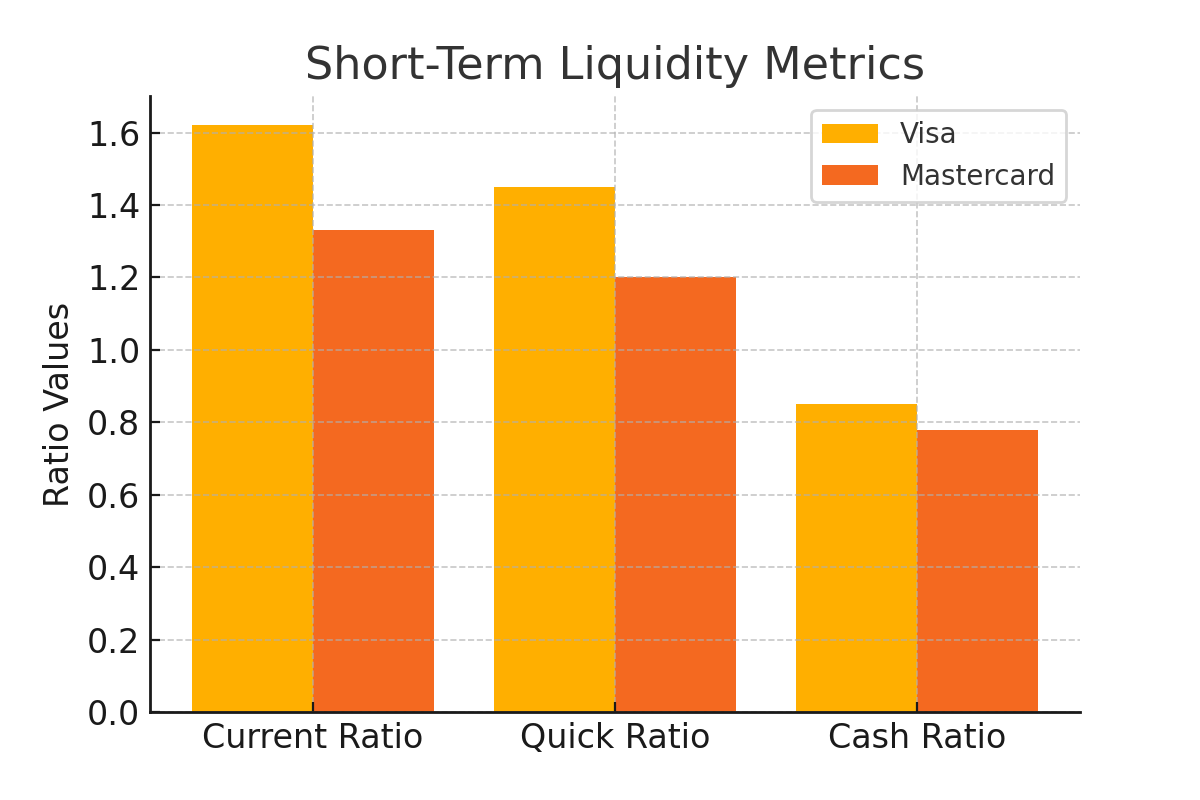 Short-Term Liquidity Metrics
Visa
Mastercard
Ratio Values
1.6
1.4
1.2
1.0
0.8
0.6
0.4
0.2
0.0
Current Ratio
Quick Ratio
Cash Ratio